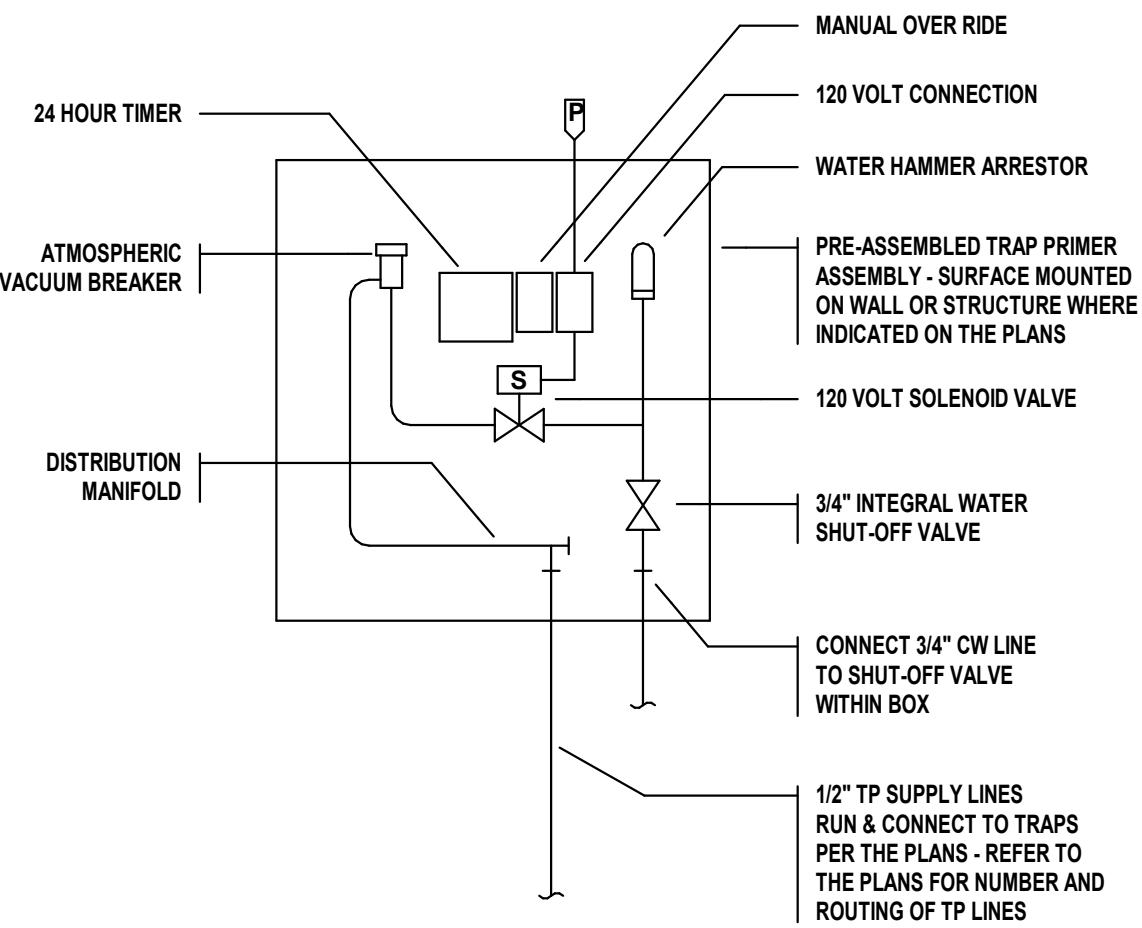 MANUAL OVER RIDE
24 HOUR TIMER
120 VOLT CONNECTION
P
WATER HAMMER ARRESTOR
ATMOSPHERIC
VACUUM BREAKER
PRE-ASSEMBLED TRAP PRIMER
ASSEMBLY - SURFACE MOUNTED
ON WALL OR STRUCTURE WHERE
INDICATED ON THE PLANS
S
120 VOLT SOLENOID VALVE
DISTRIBUTION
MANIFOLD
3/4" INTEGRAL WATER
SHUT-OFF VALVE
CONNECT 3/4" CW LINE
TO SHUT-OFF VALVE
WITHIN BOX
1/2" TP SUPPLY LINES
RUN & CONNECT TO TRAPS
PER THE PLANS - REFER TO
THE PLANS FOR NUMBER AND
ROUTING OF TP LINES